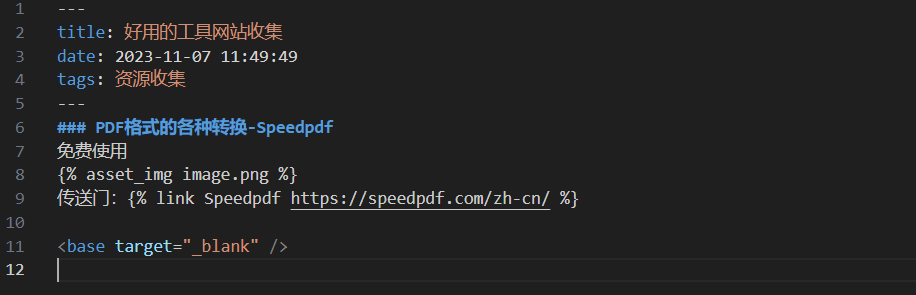 1 ---
2 title: 好用的工具网站收集
3 date: 2023-11-07 11:49:49
4 tags: 资源收集
5 ---
6 ### PDF格式的各种转换-Speedpdf
7 免费使用
8 {% asset_img image.png %}
9 传送门：{% link Speedpdf https://speedpdf.com/zh-cn/ %}
10
11 <base target="_blank" />
12